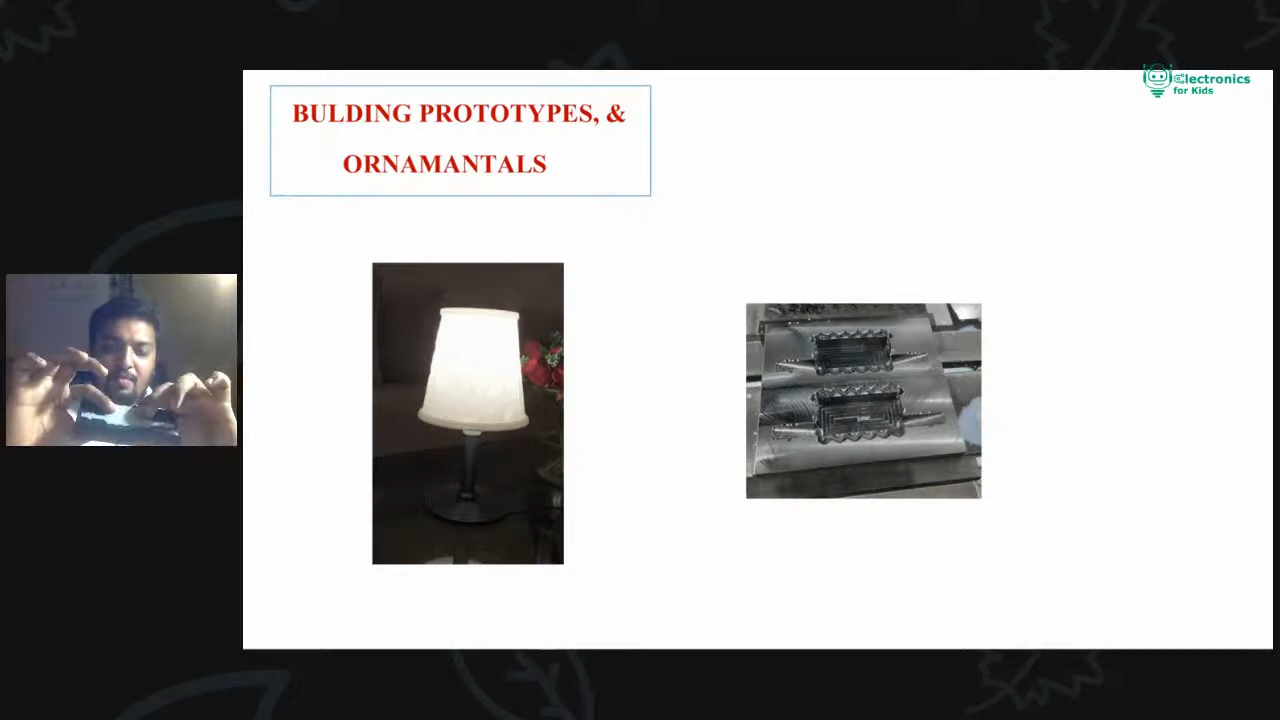 BULDING PROTOTYPES, &
ORNAMANTALS
Electronics
for Kids